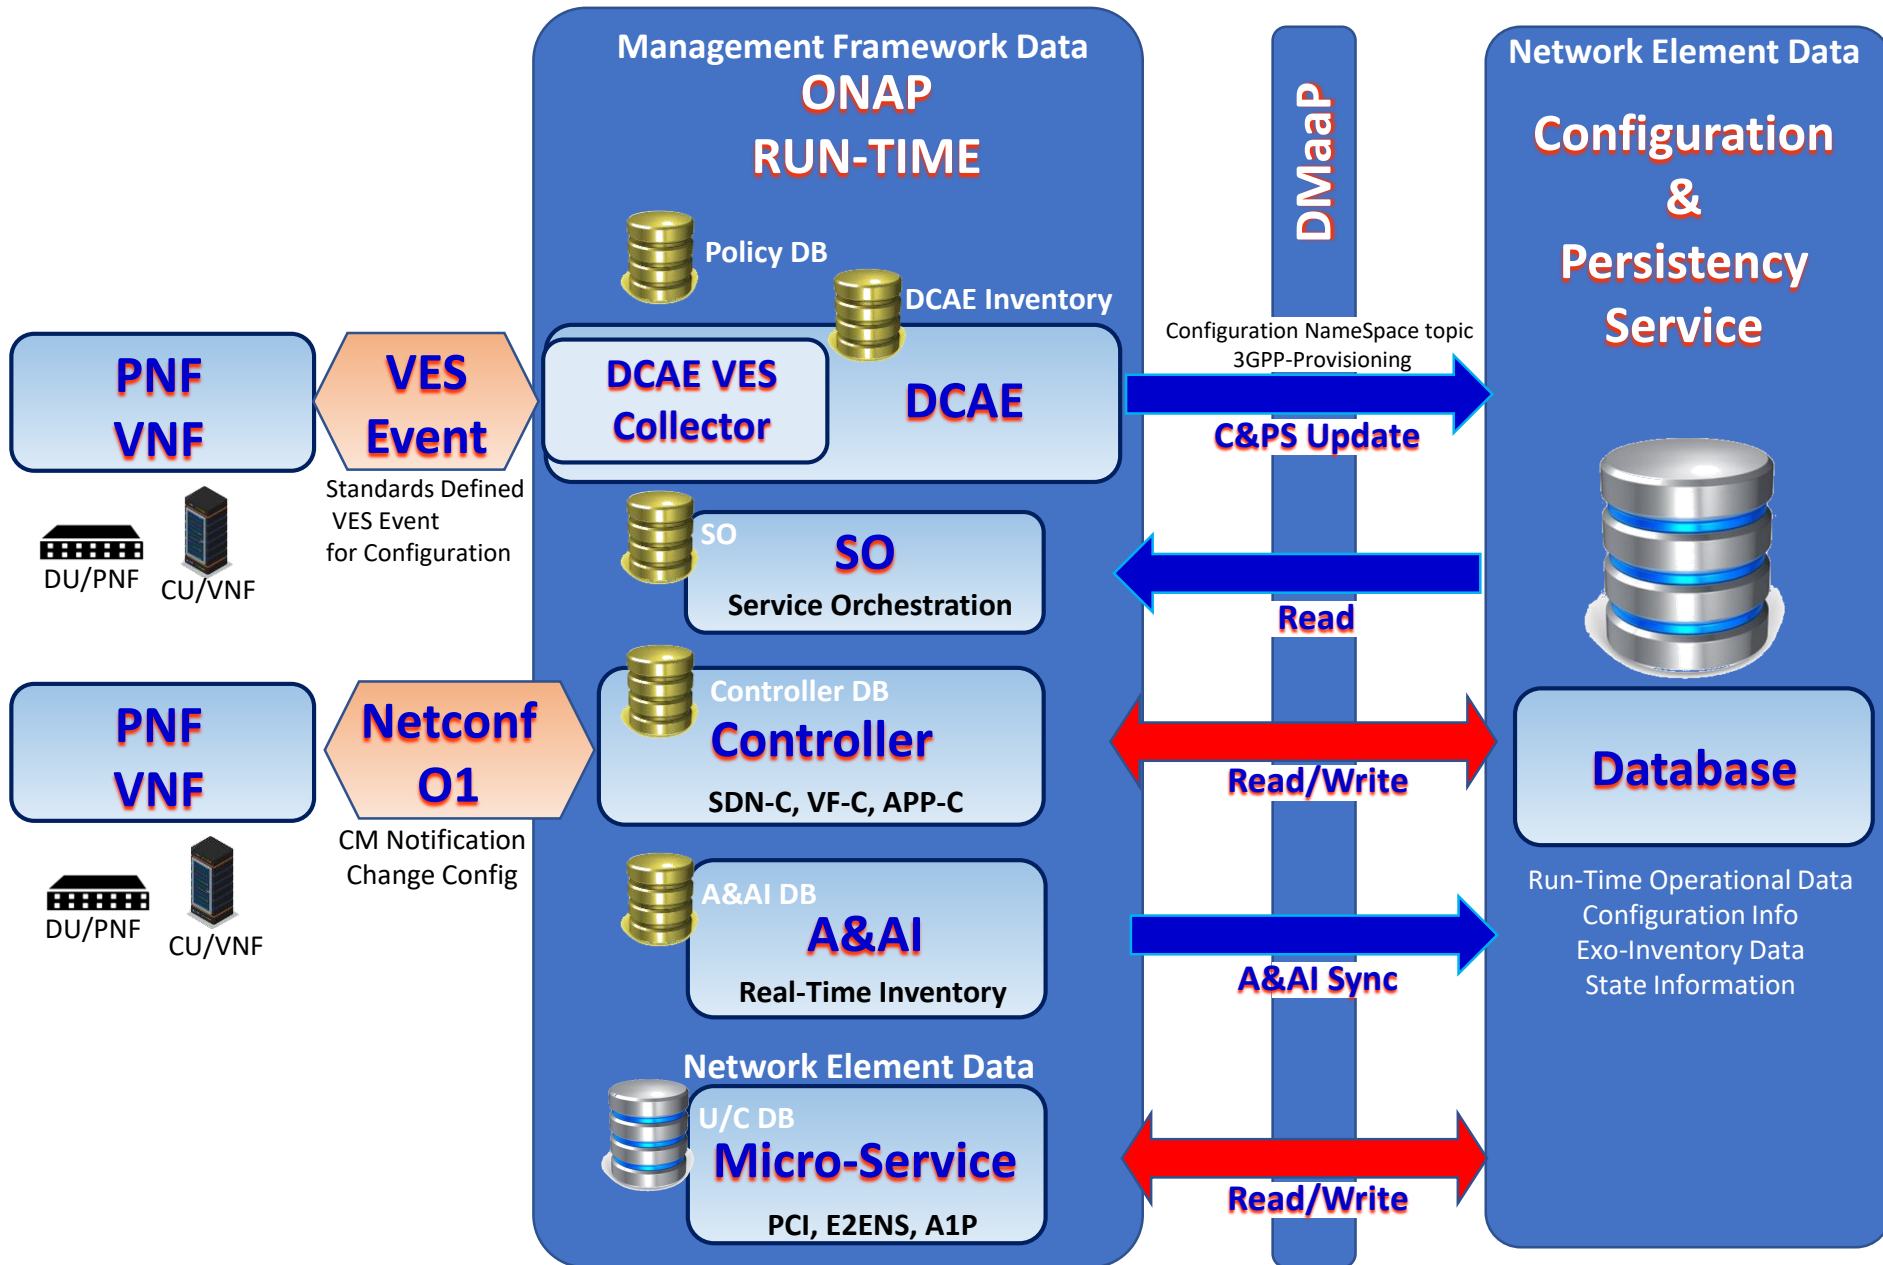 Management Framework Data
ONAP
RUN-TIME
Policy DB
DCAE Inventory
DMaaP
Network Element Data
Configuration
&
Persistency
Service
PNF
VNF
VES
Event
DCAE VES
Collector
DCAE
Configuration NameSpace topic
3GPP-Provisioning
C&PS Update
Standards Defined
VES Event
for Configuration
DU/PNF
CU/VNF
SO
SO
Service Orchestration
Read
PNF
VNF
Netconf
O1
Controller DB
Controller
SDN-C, VF-C, APP-C
Read/Write
Database
CM Notification
Change Config
DU/PNF
CU/VNF
A&AI DB
A&AI
Real-Time Inventory
A&AI Sync
Run-Time Operational Data
Configuration Info
Exo-Inventory Data
State Information
Network Element Data
U/C DB
Micro-Service
PCI, E2ENS, A1P
Read/Write